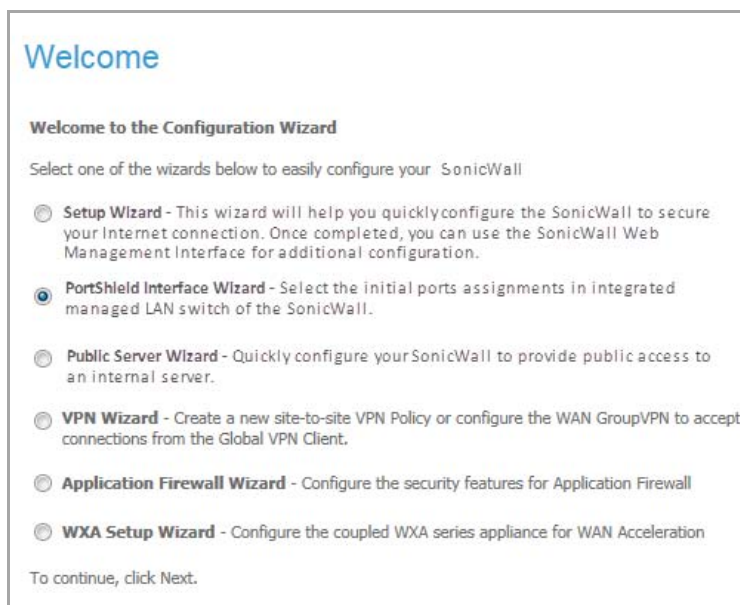 Welcome
Welcome to the Configuration Wizard
Select one of the wizards below to easily configure your SonicWall
Setup Wizard - This wizard will help you quickly configure the SonicWall to secure
your Internet connection. Once completed, you can use the SonicWall Web
Management Interface for additional configuration.
PortShield Interface Wizard - Select the initial ports assignments in integrated
managed LAN switch of the SonicWall.
Public Server Wizard - Quickly configure your SonicWall to provide public access to
an internal server.
VPN Wizard - Create a new site-to-site VPN Policy or configure the WAN GroupVPN to accept
connections from the Global VPN Client.
Application Firewall Wizard - Configure the security features for Application Firewall
WXA Setup Wizard - Configure the coupled WXA series appliance for WAN Acceleration
To continue, click Next.